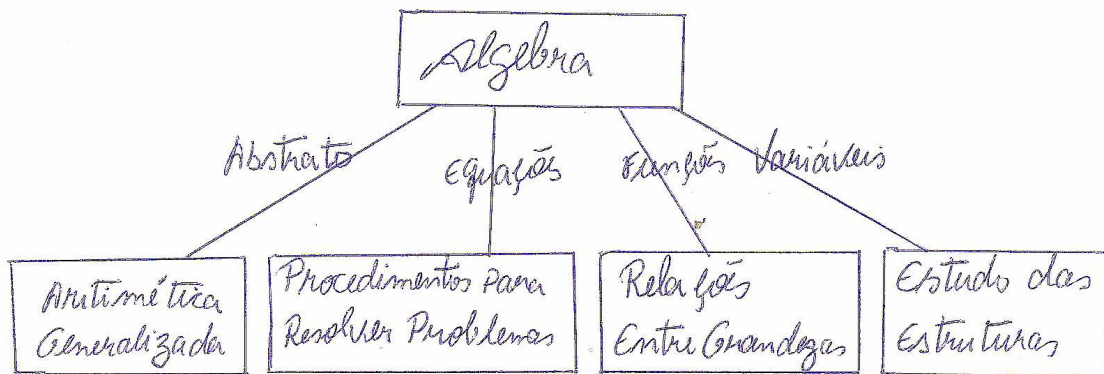 Algebra
Abstrato
Equações
Funções
Variáveis
Aritmética
Generalizada
Procedimentos para
Resolver Problemas
Relações
Entre Grandezas
Estudo das
Estruturas